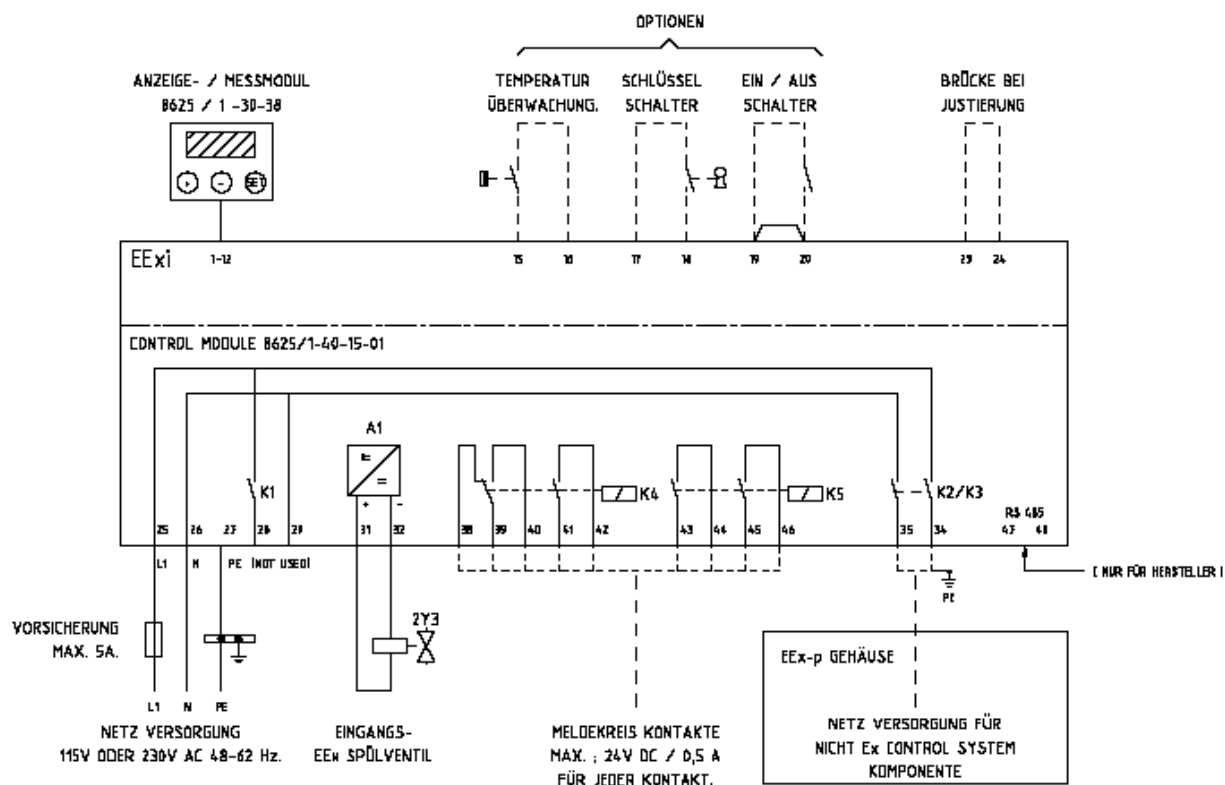 OPTIONEN
ANZEIGE- / MESSMODUL
8625 / 1 -30-38
TEMPERATUR
ÜBERWACHUNG.
SCHLÜSSEL
SCHALTER
EIN / AUS
SCHALTER
BRÜCKE BEI
JUSTIERUNG
+ - SET
EExi
1-12 15 16 17 18 19 20 23 24
CONTROL MODULE 8625/1-40-15-01
A1
K1
K4
K5
K2/K3
+ -
RS 485
25 26 27 28 29 31 32 38 39 40 41 42 43 44 45 46 35 34 47 48
L1 N PE (NOT USED)
PE
( NUR FÜR HERSTELLER )
VORSICHERUNG
MAX. 5A.
2Y3
L1 N PE
NETZ VERSORGUNG
115V ODER 230V AC 48-62 Hz.
EINGANGS-
EEx SPÜLVENTIL
MELDEKREIS KONTAKTE
MAX. ; 24V DC / 0,5 A
FÜR JEDER KONTAKT.
EEx-p GEHÄUSE
NETZ VERSORGUNG FÜR
NICHT Ex CONTROL SYSTEM
KOMPONENTE